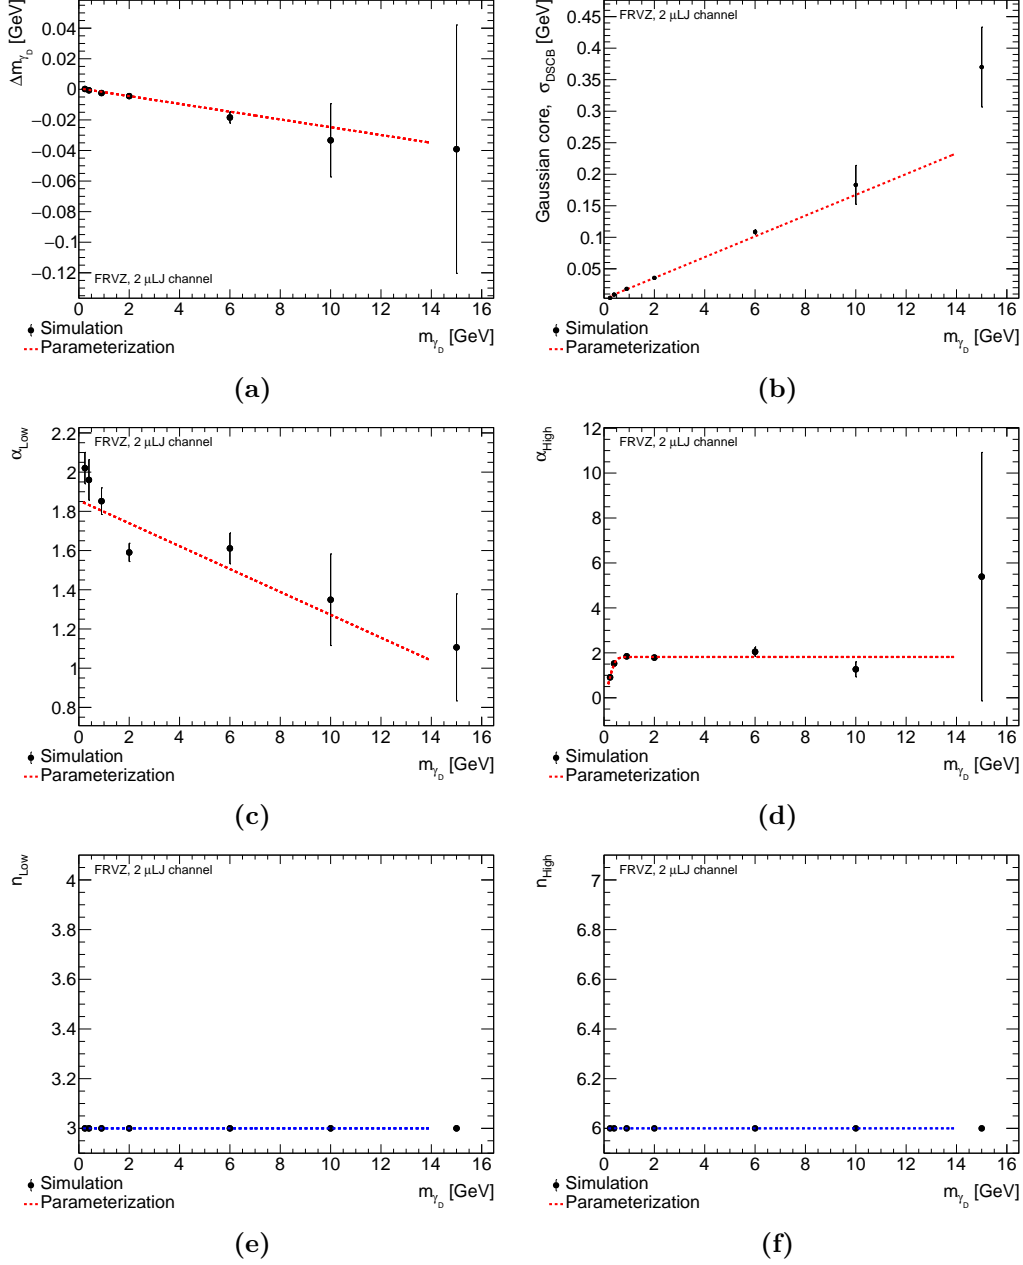 Δm_γ_D [GeV]
0.04
0.02
0
−0.02
−0.04
−0.06
−0.08
−0.1
−0.12
FRVZ, 2 μLJ channel
0 2 4 6 8 10 12 14 16
m_γ_D [GeV]
Simulation
Parameterization
(a)
Gaussian core, σ_DSCB [GeV]
FRVZ, 2 μLJ channel
0.45
0.4
0.35
0.3
0.25
0.2
0.15
0.1
0.05
0 2 4 6 8 10 12 14 16
m_γ_D [GeV]
Simulation
Parameterization
(b)
α_Low
FRVZ, 2 μLJ channel
2.2
2
1.8
1.6
1.4
1.2
1
0.8
0 2 4 6 8 10 12 14 16
m_γ_D [GeV]
Simulation
Parameterization
(c)
α_High
FRVZ, 2 μLJ channel
12
10
8
6
4
2
0
0 2 4 6 8 10 12 14 16
m_γ_D [GeV]
Simulation
Parameterization
(d)
n_Low
FRVZ, 2 μLJ channel
4
3.8
3.6
3.4
3.2
3
0 2 4 6 8 10 12 14 16
m_γ_D [GeV]
Simulation
Parameterization
(e)
n_High
FRVZ, 2 μLJ channel
7
6.8
6.6
6.4
6.2
6
0 2 4 6 8 10 12 14 16
m_γ_D [GeV]
Simulation
Parameterization
(f)